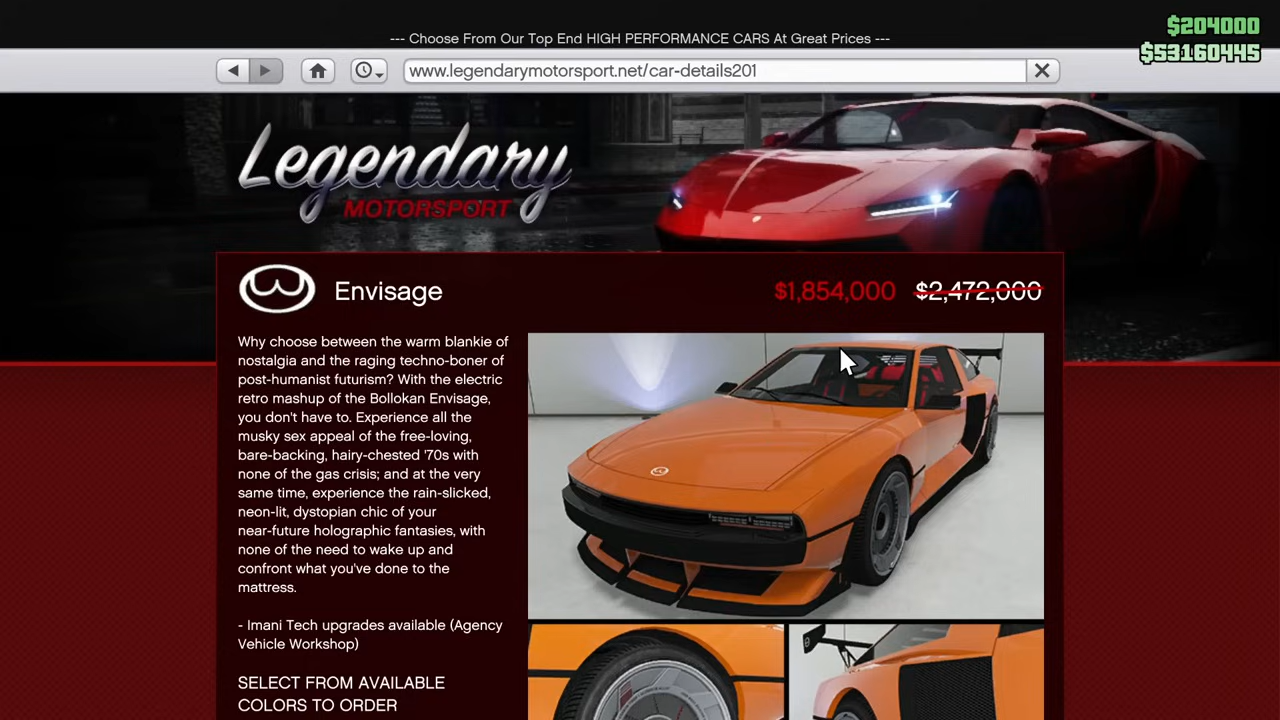 $204000
--- Choose From Our Top End HIGH PERFORMANCE CARS At Great Prices ---
$53160445
www.legendarymotorsport.net/car-details201
Legendary
MOTORSPORT
Envisage
$1,854,000 $2,472,000
Why choose between the warm blankie of
nostalgia and the raging techno-boner of
post-humanist futurism? With the electric
retro mashup of the Bollokan Envisage,
you don't have to. Experience all the
musky sex appeal of the free-loving,
bare-backing, hairy-chested '70s with
none of the gas crisis; and at the very
same time, experience the rain-slicked,
neon-lit, dystopian chic of your
near-future holographic fantasies, with
none of the need to wake up and
confront what you've done to the
mattress.
- Imani Tech upgrades available (Agency
Vehicle Workshop)
SELECT FROM AVAILABLE
COLORS TO ORDER